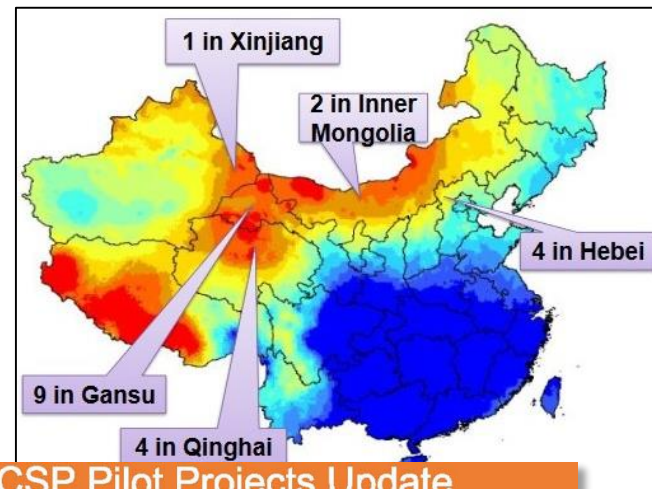 1 in Xinjiang
2 in Inner
Mongolia
4 in Hebei
9 in Gansu
4 in Qinghai
CSP Pilot Projects Update